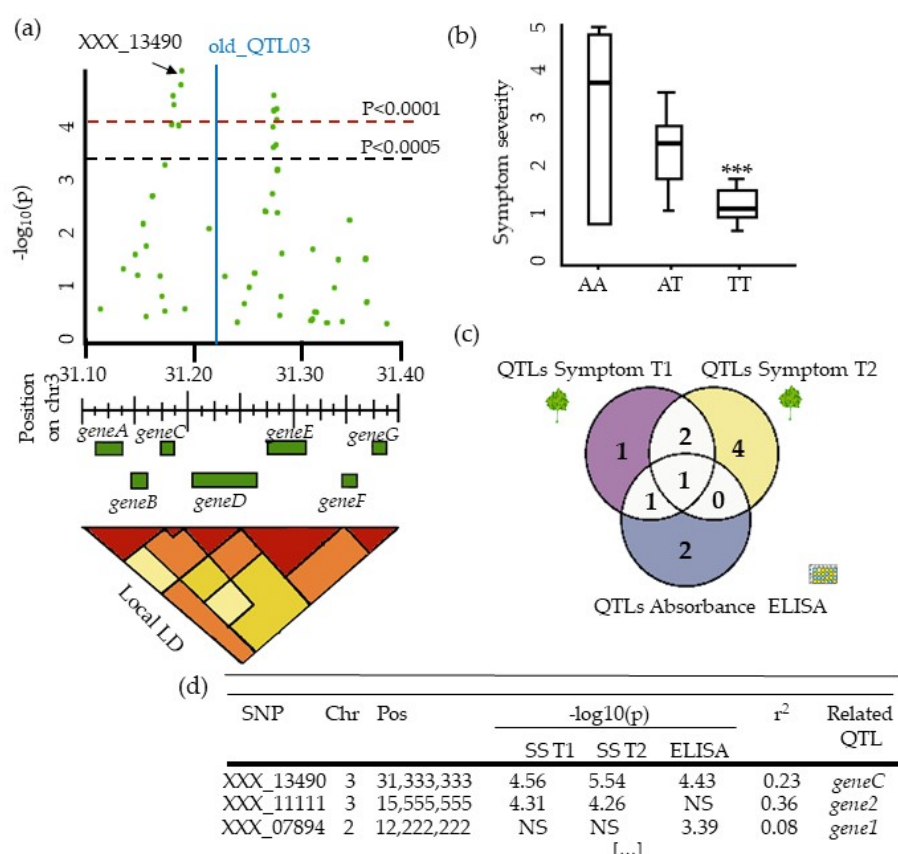 (a)
XXX_13490
old_QTL03
P<0.0001
P<0.0005
-log10(p)
4
3
2
1
0
31.10 31.20 31.30 31.40
Position
on chr3
geneA geneC geneE geneG
geneB geneD geneF
Local LD
(b)
Symptom severity
5
4
3
2
1
0
***
AA AT TT
(c)
QTLs Symptom T1 QTLs Symptom T2
1 2 4
1
1 0
2
QTLs Absorbance ELISA
(d)
SNP Chr Pos -log10(p) r2 Related
QTL
SS T1 SS T2 ELISA
XXX_13490 3 31,333,333 4.56 5.54 4.43 0.23 geneC
XXX_11111 3 15,555,555 4.31 4.26 NS 0.36 gene2
XXX_07894 2 12,222,222 NS NS 3.39 0.08 gene1
[...]